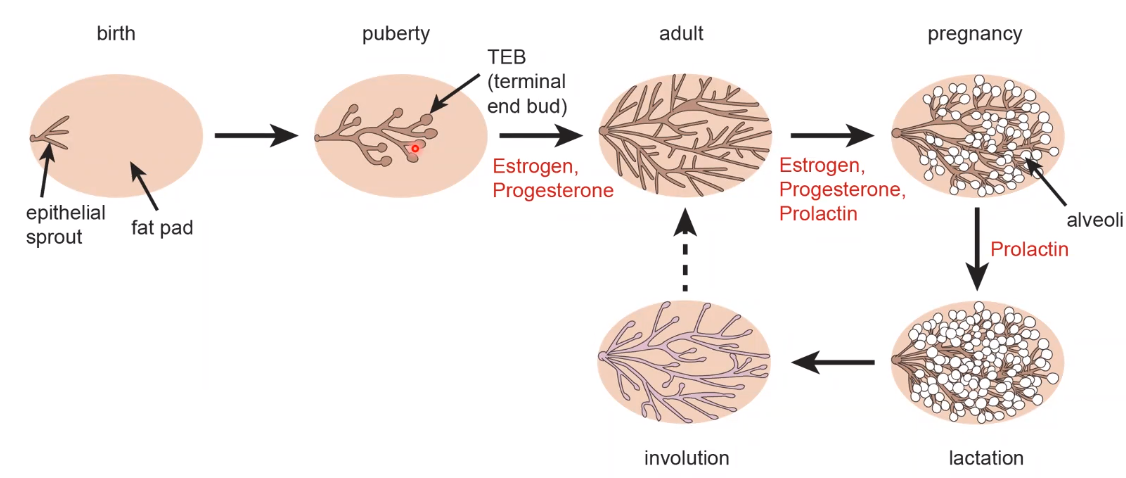 birth
puberty
adult
pregnancy
TEB
(terminal
end bud)
epithelial
sprout
fat pad
Estrogen,
Progesterone
Estrogen,
Progesterone,
Prolactin
alveoli
Prolactin
involution
lactation